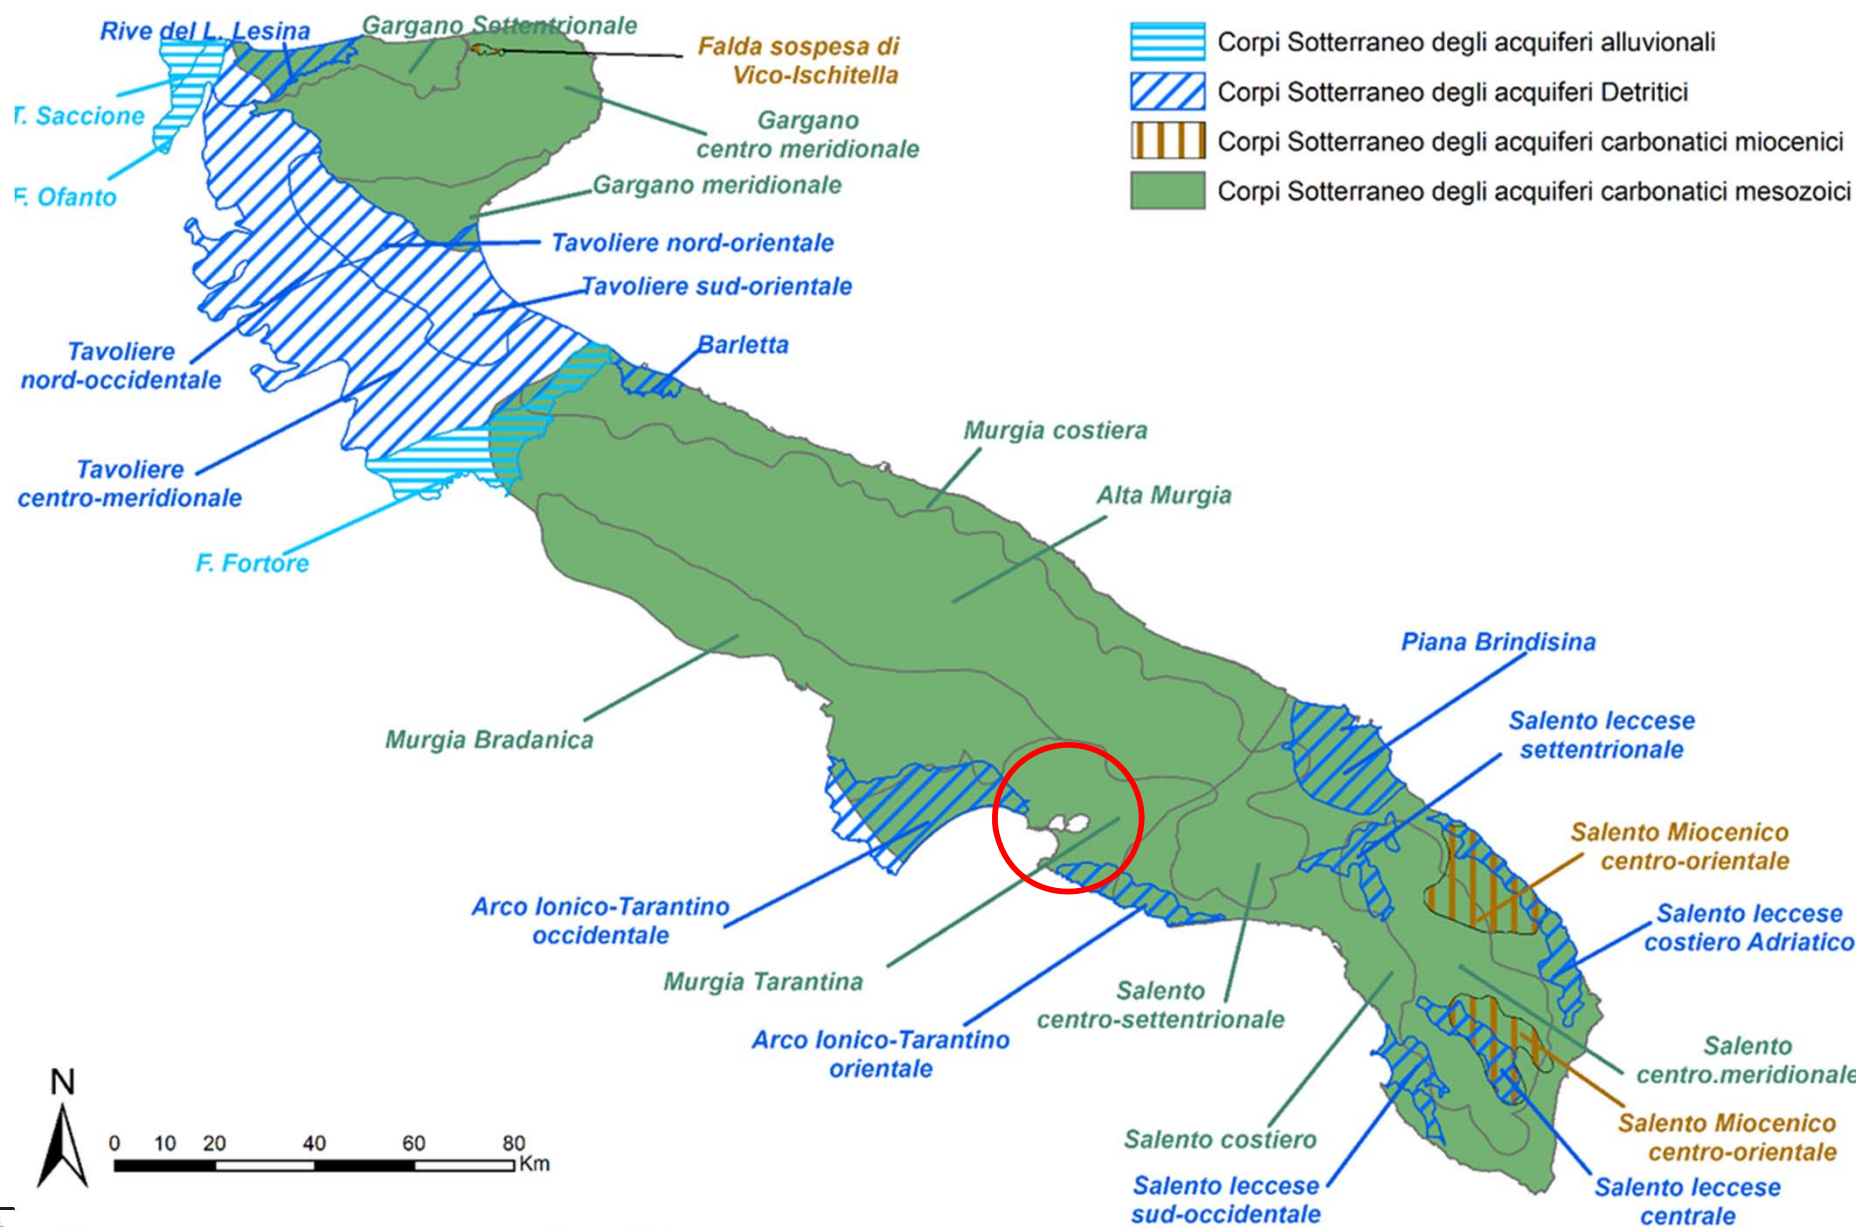 Rive del L. Lesina
Gargano Settentrionale
Falda sospesa di
Vico-Ischitella
T. Saccione
Gargano
centro meridionale
F. Ofanto
Gargano meridionale
Tavoliere nord-orientale
Tavoliere sud-orientale
Barletta
Tavoliere
nord-occidentale
Tavoliere
centro-meridionale
F. Fortore
Corpi Sotterraneo degli acquiferi alluvionali
Corpi Sotterraneo degli acquiferi Detritici
Corpi Sotterraneo degli acquiferi carbonatici miocenici
Corpi Sotterraneo degli acquiferi carbonatici mesozoici
Murgia costiera
Alta Murgia
Murgia Bradanica
Piana Brindisina
Salento leccese
settentrionale
Salento Miocenico
centro-orientale
Salento leccese
costiero Adriatico
Arco Ionico-Tarantino
occidentale
Murgia Tarantina
Arco Ionico-Tarantino
orientale
Salento
centro-settentrionale
Salento
centro.meridionale
Salento Miocenico
centro-orientale
Salento costiero
Salento leccese
sud-occidentale
Salento leccese
centrale
N
0 10 20 40 60 80
Km